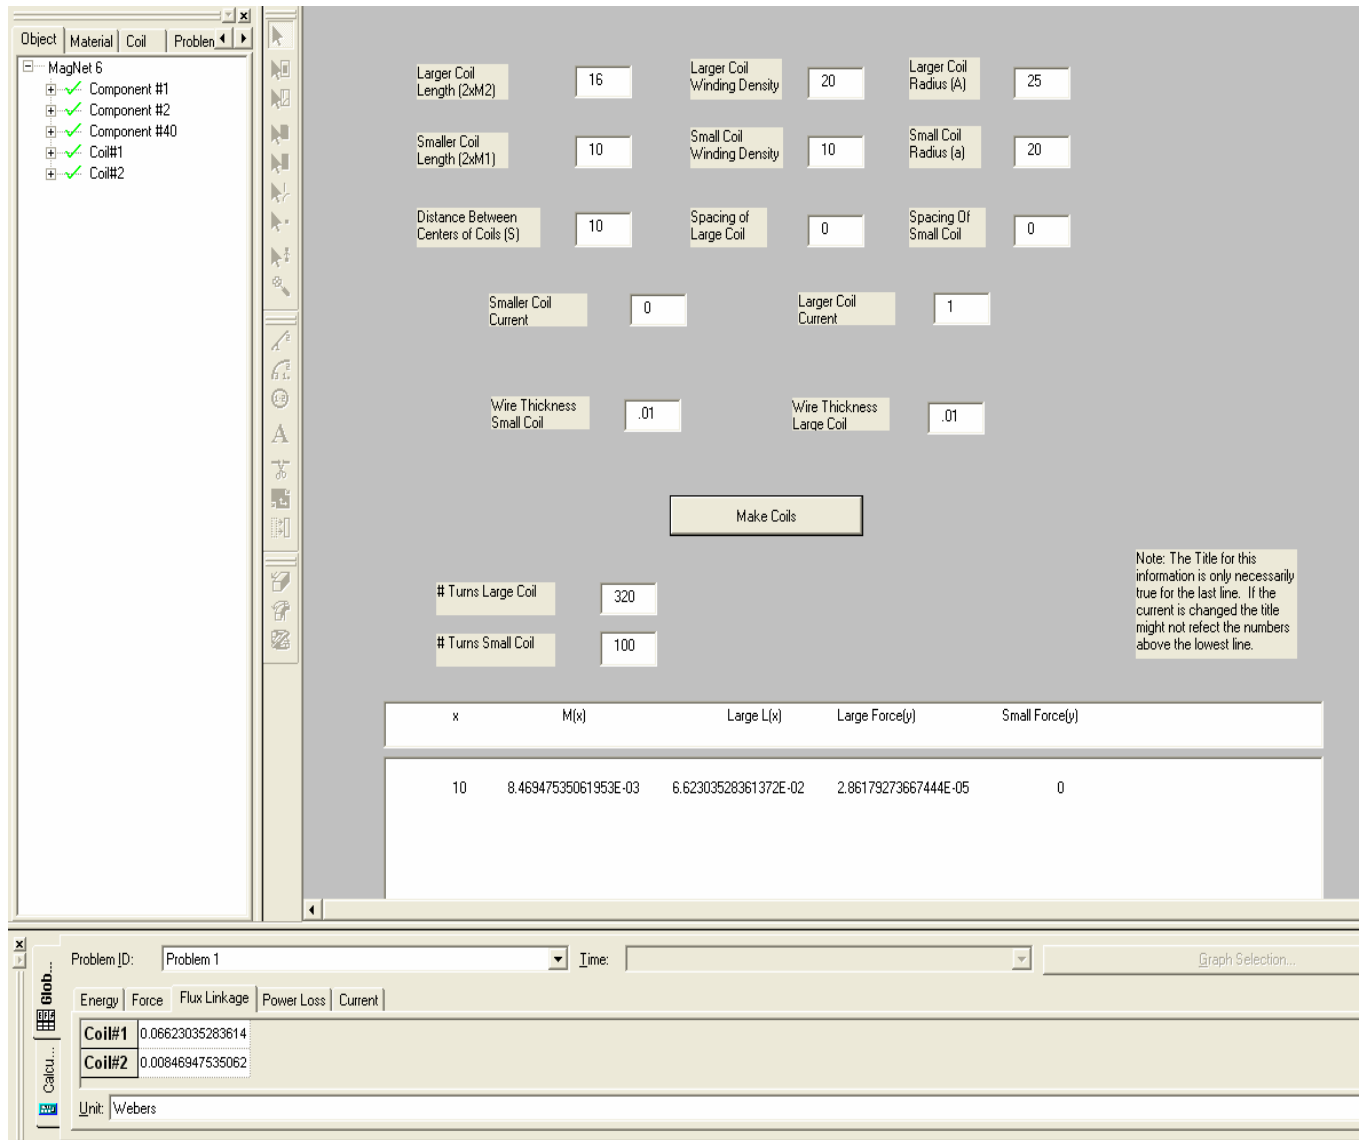 Object Material Coil Problen
MagNet 6
Component #1
Component #2
Component #40
Coil#1
Coil#2
Larger Coil
Length (2xM2)
16
Larger Coil
Winding Density
20
Larger Coil
Radius (A)
25
Smaller Coil
Length (2xM1)
10
Small Coil
Winding Density
10
Small Coil
Radius (a)
20
Distance Between
Centers of Coils (S)
10
Spacing of
Large Coil
0
Spacing Of
Small Coil
0
Smaller Coil
Current
0
Larger Coil
Current
1
Wire Thickness
Small Coil
.01
Wire Thickness
Large Coil
.01
Make Coils
Note: The Title for this
information is only necessarily
true for the last line. If the
current is changed the title
might not refect the numbers
above the lowest line.
# Turns Large Coil
320
# Turns Small Coil
100
x M(x) Large L(x) Large Force(y) Small Force(y)
10 8.46947535061953E-03 6.62303528361372E-02 2.86179273667444E-05 0
Glob...
Calcu...
Problem ID: Problem 1 Time: Graph Selection...
Energy Force Flux Linkage Power Loss Current
Coil#1 0.06623035283614
Coil#2 0.00846947535062
Unit: Webers